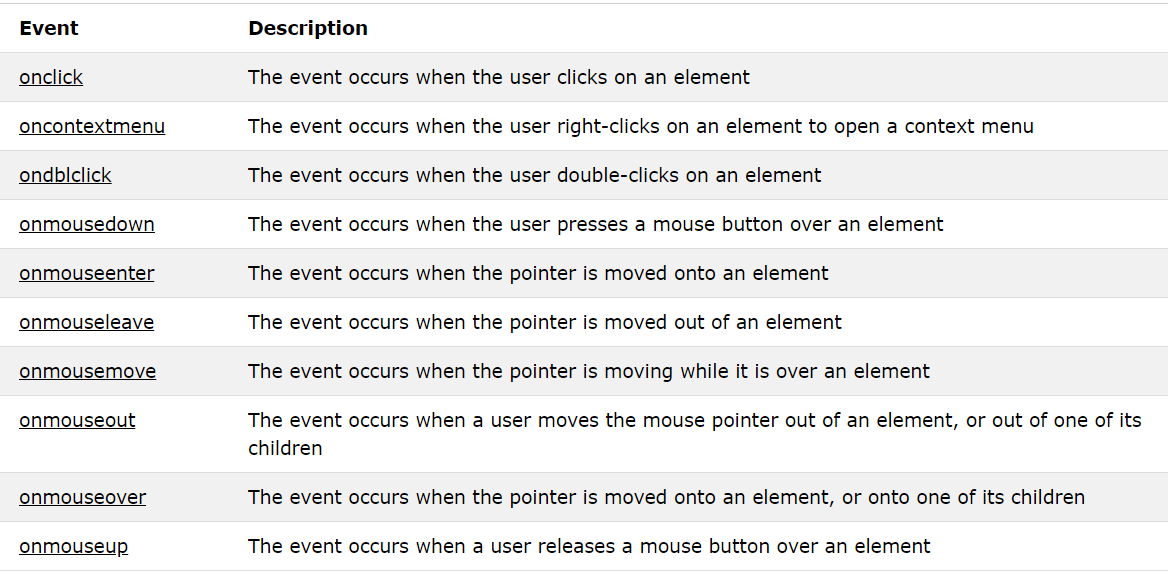 Event Description
onclick The event occurs when the user clicks on an element
oncontextmenu The event occurs when the user right-clicks on an element to open a context menu
ondblclick The event occurs when the user double-clicks on an element
onmousedown The event occurs when the user presses a mouse button over an element
onmouseenter The event occurs when the pointer is moved onto an element
onmouseleave The event occurs when the pointer is moved out of an element
onmousemove The event occurs when the pointer is moving while it is over an element
onmouseout The event occurs when a user moves the mouse pointer out of an element, or out of one of its
children
onmouseover The event occurs when the pointer is moved onto an element, or onto one of its children
onmouseup The event occurs when a user releases a mouse button over an element